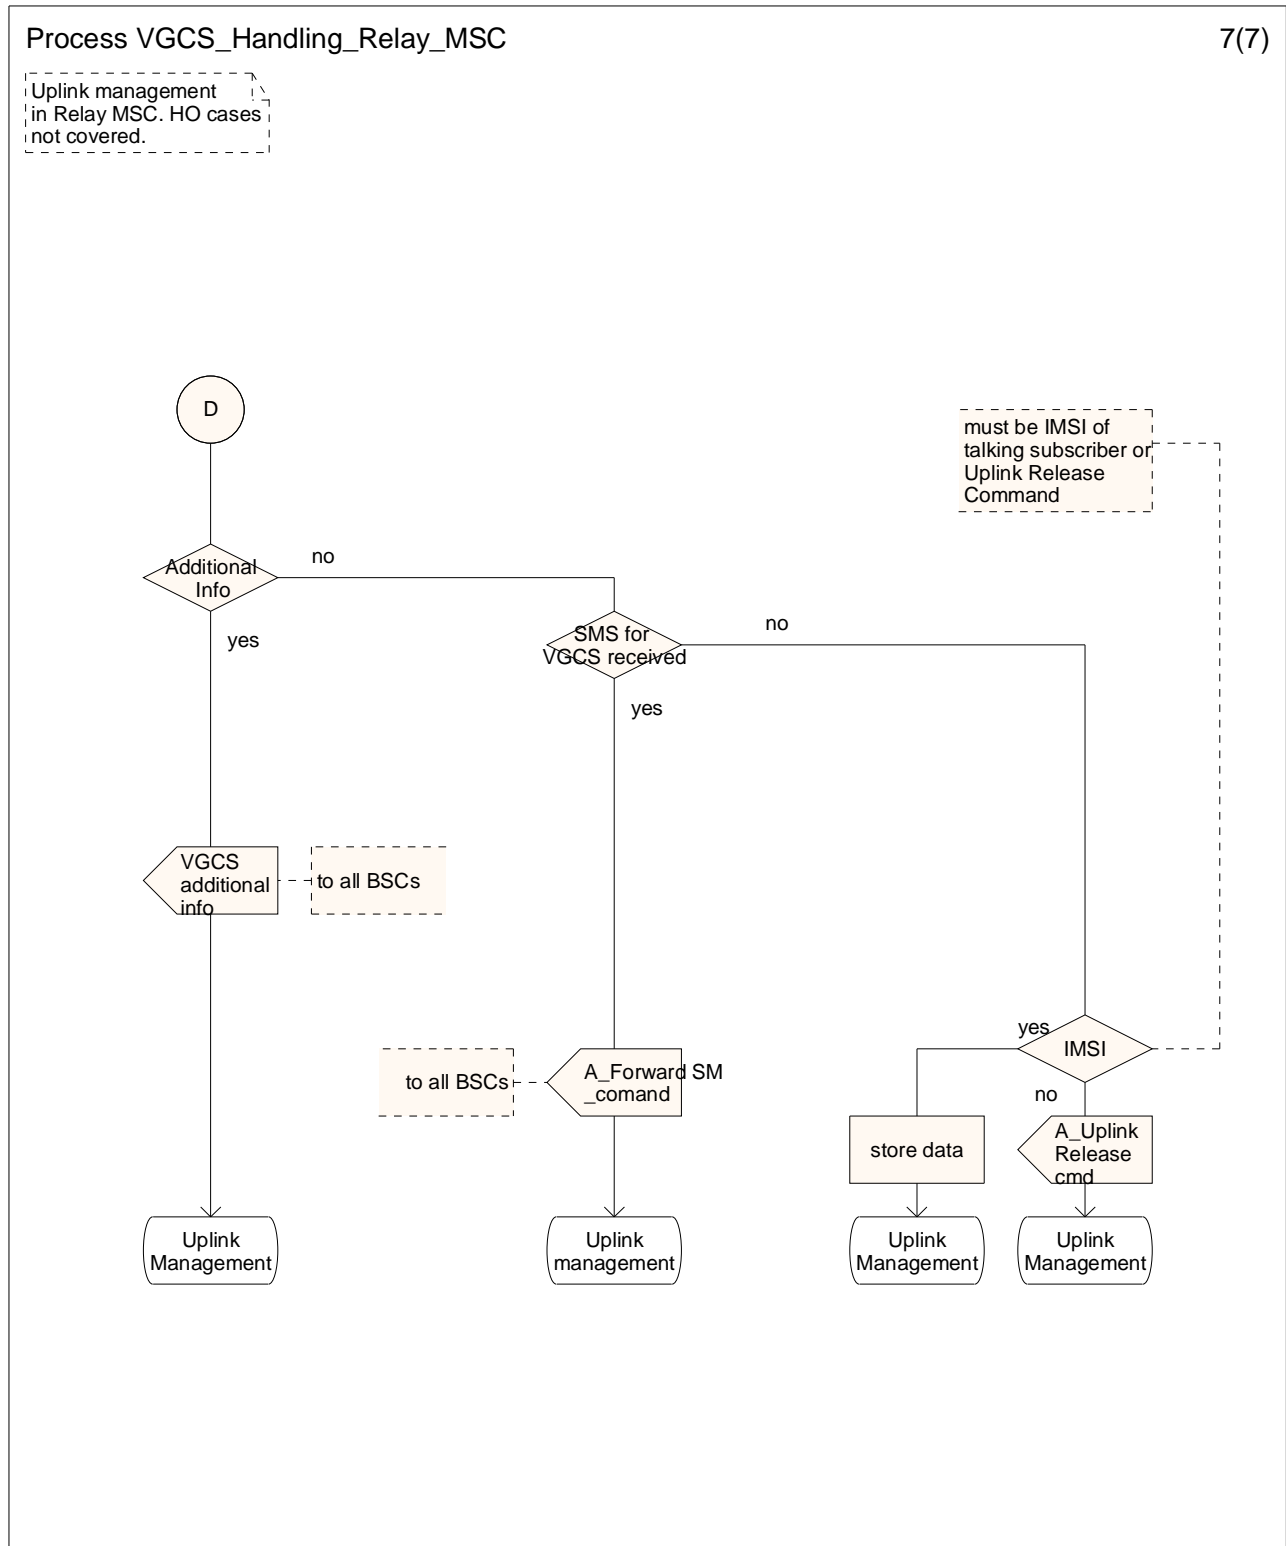 Process VGCS_Handling_Relay_MSC
7(7)
Uplink management
in Relay MSC. HO cases
not covered.
D
must be IMSI of
talking subscriber or
Uplink Release
Command
Additional
Info
no
yes
SMS for
VGCS received
no
yes
VGCS
additional
info
to all BSCs
yes
IMSI
no
to all BSCs
A_Forward SM
_comand
store data
A_Uplink
Release
cmd
Uplink
Management
Uplink
management
Uplink
Management
Uplink
Management